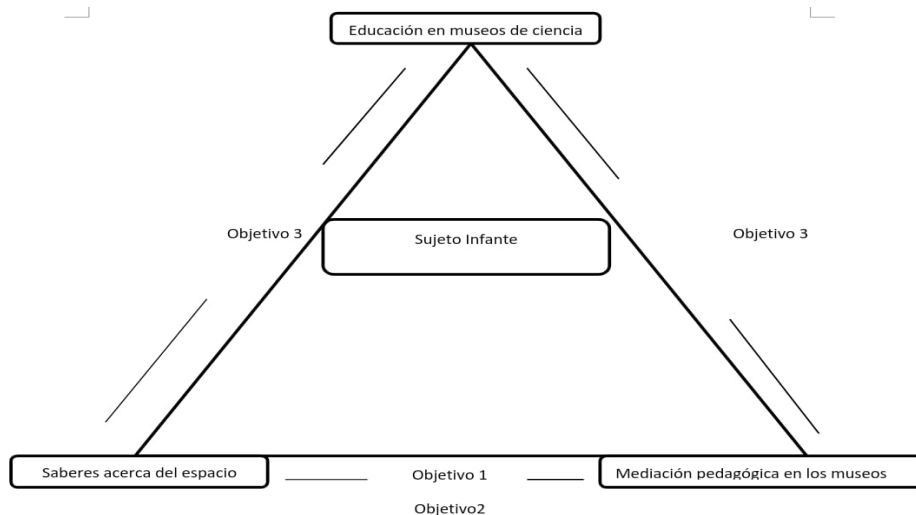 Educación en museos de ciencia
Objetivo 3
Sujeto Infante
Objetivo 3
Saberes acerca del espacio
Objetivo 1
Mediación pedagógica en los museos
Objetivo2